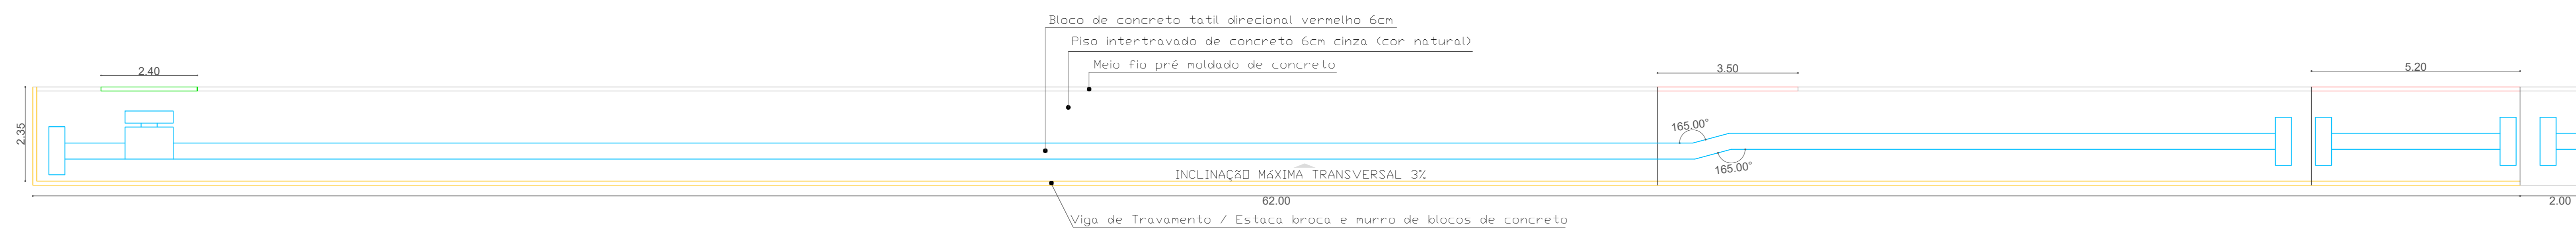 Bloco de concreto tatil direcional vermelho 6cm
Piso intertravado de concreto 6cm cinza (cor natural)
Meio fio pré moldado de concreto
2.40
3.50
5.20
2.35
165.00°
165.00°
INCLINAÇÃO MÁXIMA TRANSVERSAL 3%
62.00
2.00
Viga de Travamento / Estaca broca e murro de blocos de concreto